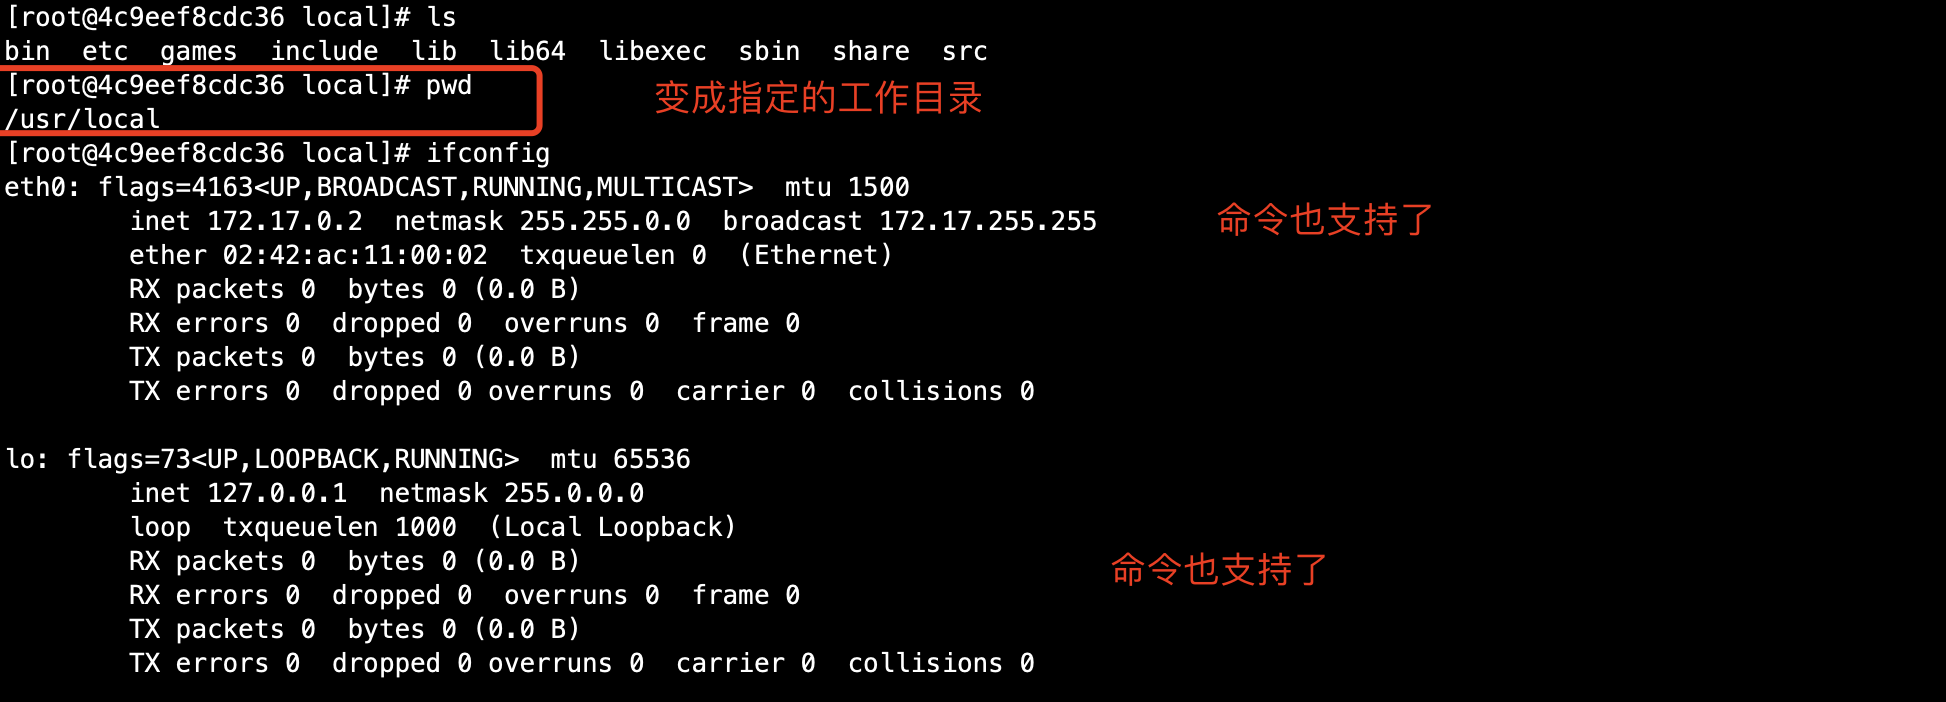 [root@4c9eef8cdc36 local]# ls
bin  etc  games  include  lib  lib64  libexec  sbin  share  src
[root@4c9eef8cdc36 local]# pwd
变成指定的工作目录
/usr/local
[root@4c9eef8cdc36 local]# ifconfig
eth0: flags=4163<UP,BROADCAST,RUNNING,MULTICAST>  mtu 1500
        inet 172.17.0.2  netmask 255.255.0.0  broadcast 172.17.255.255
命令也支持了
        ether 02:42:ac:11:00:02  txqueuelen 0  (Ethernet)
        RX packets 0  bytes 0 (0.0 B)
        RX errors 0  dropped 0  overruns 0  frame 0
        TX packets 0  bytes 0 (0.0 B)
        TX errors 0  dropped 0 overruns 0  carrier 0  collisions 0

lo: flags=73<UP,LOOPBACK,RUNNING>  mtu 65536
        inet 127.0.0.1  netmask 255.0.0.0
        loop  txqueuelen 1000  (Local Loopback)
        RX packets 0  bytes 0 (0.0 B)
命令也支持了
        RX errors 0  dropped 0  overruns 0  frame 0
        TX packets 0  bytes 0 (0.0 B)
        TX errors 0  dropped 0 overruns 0  carrier 0  collisions 0